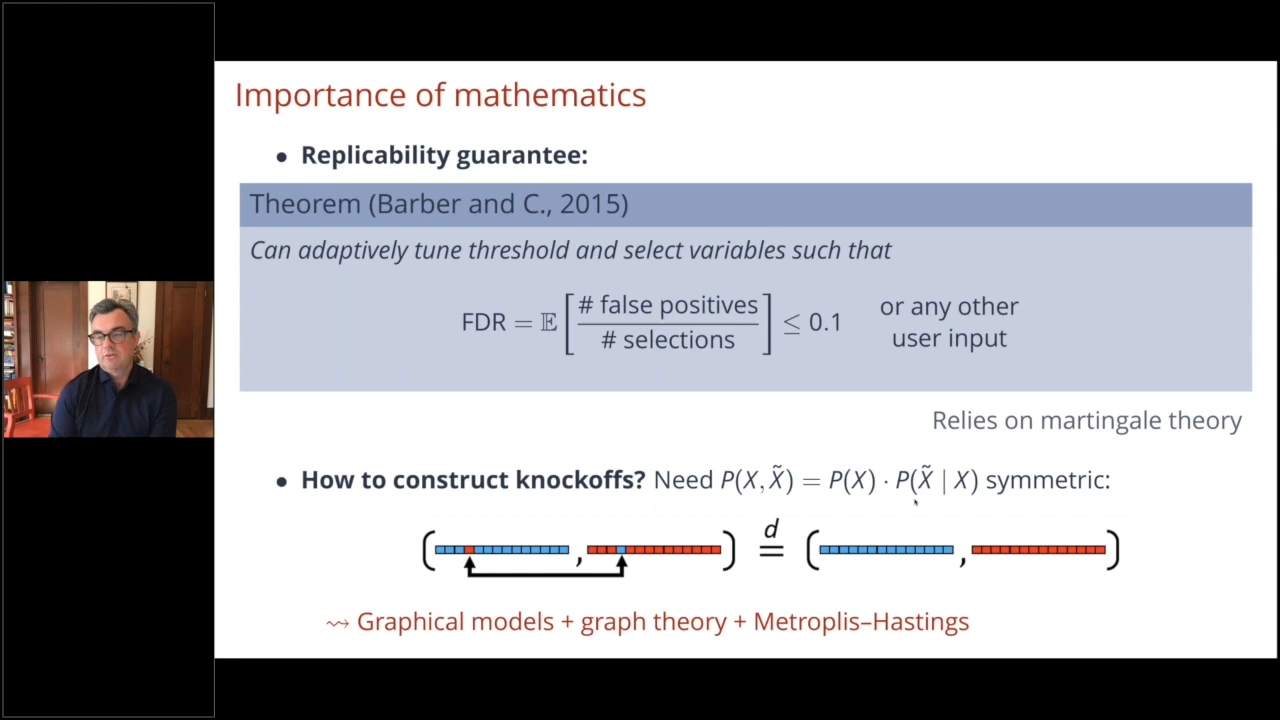 Importance of mathematics
• Replicability guarantee:
Theorem (Barber and C., 2015)
Can adaptively tune threshold and select variables such that
FDR = 𝔼 [ # false positives / # selections ] ≤ 0.1 or any other user input
Relies on martingale theory
• How to construct knockoffs? Need P(X, X̃) = P(X) · P(X̃ | X) symmetric:
( , ) d= ( , )
⇝ Graphical models + graph theory + Metroplis–Hastings